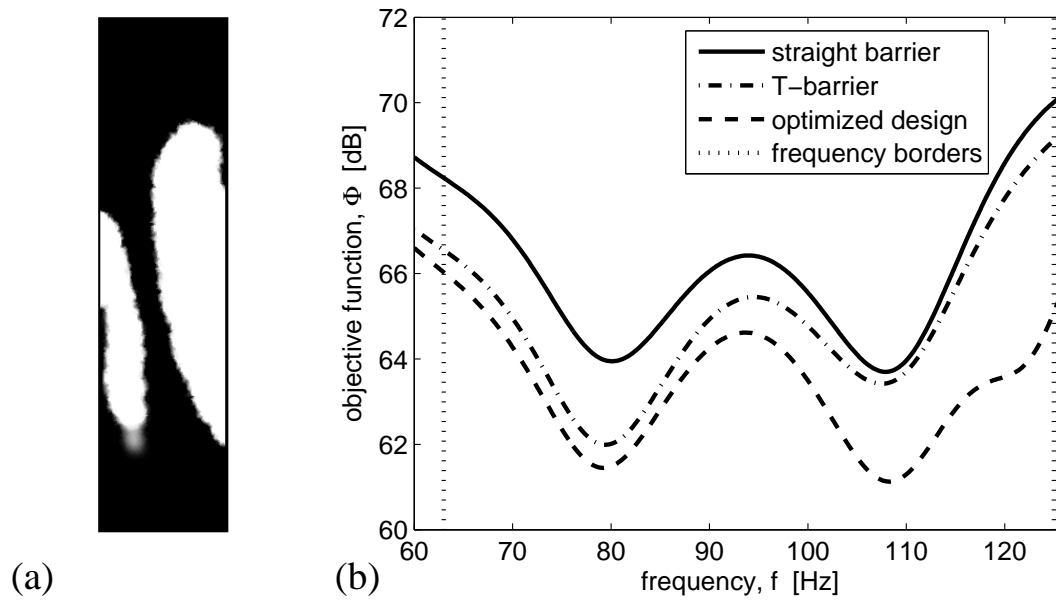 72
70
68
66
64
62
60
objective function, Φ [dB]
straight barrier
T−barrier
optimized design
frequency borders
60 70 80 90 100 110 120
frequency, f [Hz]
(a)
(b)